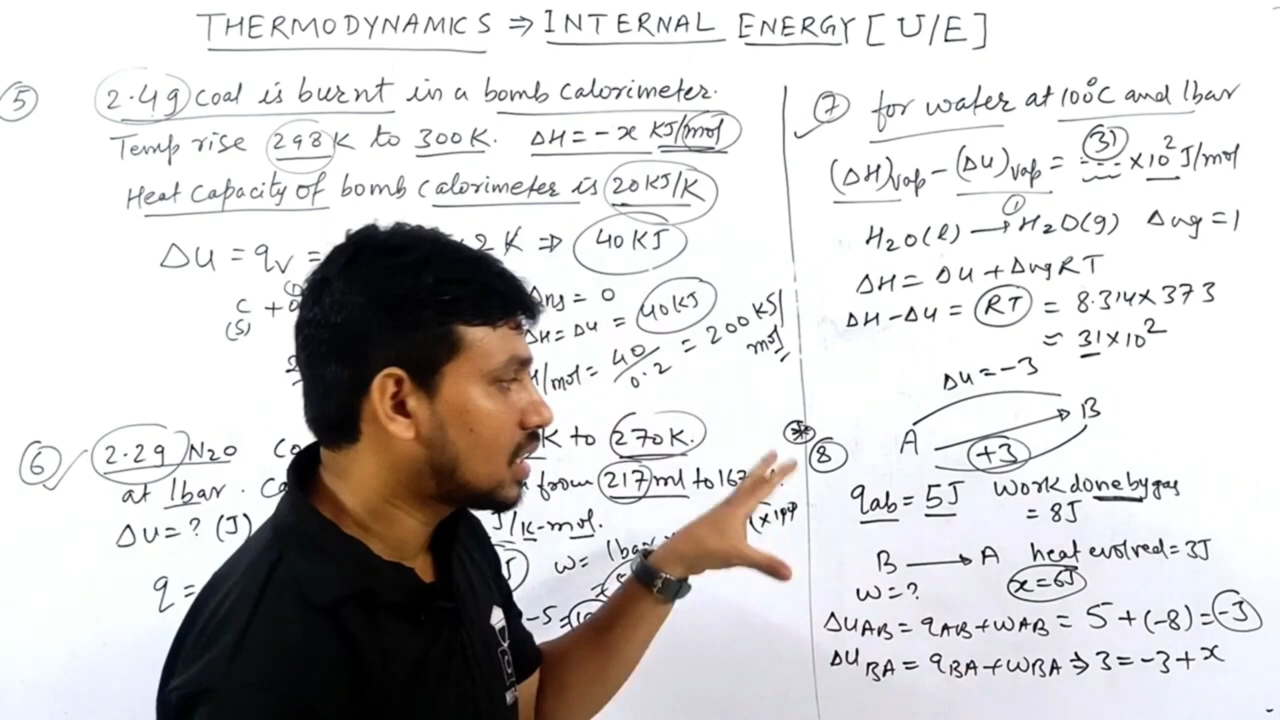 THERMODYNAMICS ⇒ INTERNAL ENERGY [U/E]
5 2.4g coal is burnt in a bomb calorimeter.
Temp rise 298K to 300K. ΔH = -x KJ/mol
Heat capacity of bomb calorimeter is 20KJ/K
ΔU = qv = 2K ⇒ 40KJ
C +
(S)
= 0
ΔH = ΔU = 40KJ
/mol = 40/0.2 = 200 KJ/mol
6 2.2g N2O K to 270K.
at 1bar. from 217ml to 167
ΔU = ? (J) J/K-mol.
q = w = 1bar
-5 =
7 for water at 100°C and 1bar
(ΔH)vap - (ΔU)vap = 31 ---- ×10² J/mol
H2O(l) → H2O(g) Δng = 1
ΔH = ΔU + ΔngRT
ΔH - ΔU = RT = 8.314×373
≈ 31×10²
ΔU = -3
A B
+3
* 8
qab = 5J work done by gas
= 8J
B → A heat evolved = 3J
w = ? x = 6J
ΔUAB = qAB + WAB = 5 + (-8) = -3
ΔUBA = qBA + WBA ⇒ 3 = -3 + x